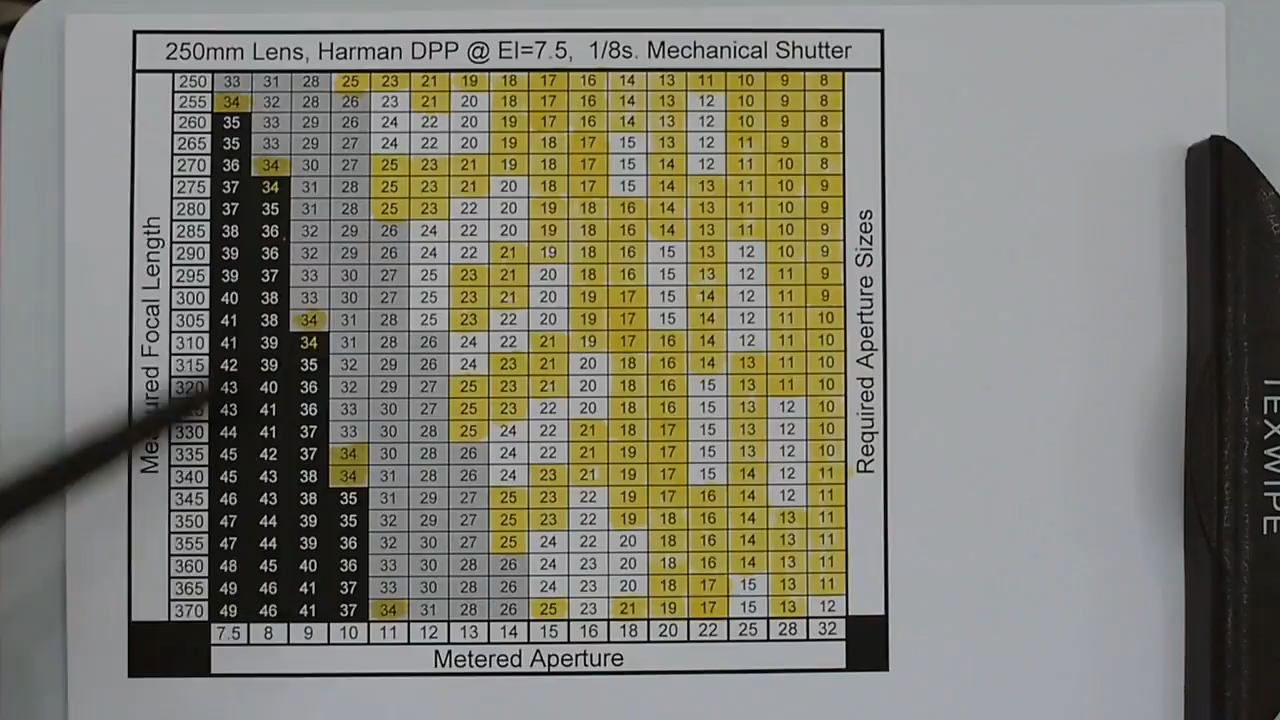 250mm Lens, Harman DPP @ EI=7.5, 1/8s. Mechanical Shutter
Measured Focal Length
250 33 31 28 25 23 21 19 18 17 16 14 13 11 10 9 8
255 34 32 28 26 23 21 20 18 17 16 14 13 12 10 9 8
260 35 33 29 26 24 22 20 19 17 16 14 13 12 10 9 8
265 35 33 29 27 24 22 20 19 18 17 15 13 12 11 9 8
270 36 34 30 27 25 23 21 19 18 17 15 14 12 11 10 8
275 37 34 31 28 25 23 21 20 18 17 15 14 13 11 10 9
280 37 35 31 28 25 23 22 20 19 18 16 14 13 11 10 9
285 38 36 32 29 26 24 22 20 19 18 16 14 13 11 10 9
290 39 36 32 29 26 24 22 21 19 18 16 15 13 12 10 9
295 39 37 33 30 27 25 23 21 20 18 16 15 13 12 11 9
300 40 38 33 30 27 25 23 21 20 19 17 15 14 12 11 9
305 41 38 34 31 28 25 23 22 20 19 17 15 14 12 11 10
310 41 39 34 31 28 26 24 22 21 19 17 16 14 12 11 10
315 42 39 35 32 29 26 24 23 21 20 18 16 14 13 11 10
320 43 40 36 32 29 27 25 23 21 20 18 16 15 13 11 10
43 41 36 33 30 27 25 23 22 20 18 16 15 13 12 10
330 44 41 37 33 30 28 25 24 22 21 18 17 15 13 12 10
335 45 42 37 34 30 28 26 24 22 21 19 17 15 13 12 10
340 45 43 38 34 31 28 26 24 23 21 19 17 15 14 12 11
345 46 43 38 35 31 29 27 25 23 22 19 17 16 14 12 11
350 47 44 39 35 32 29 27 25 23 22 19 18 16 14 13 11
355 47 44 39 36 32 30 27 25 24 22 20 18 16 14 13 11
360 48 45 40 36 33 30 28 26 24 23 20 18 16 14 13 11
365 49 46 41 37 33 30 28 26 24 23 20 18 17 15 13 11
370 49 46 41 37 34 31 28 26 25 23 21 19 17 15 13 12
7.5 8 9 10 11 12 13 14 15 16 18 20 22 25 28 32
Metered Aperture
Required Aperture Sizes
TEXWIPE